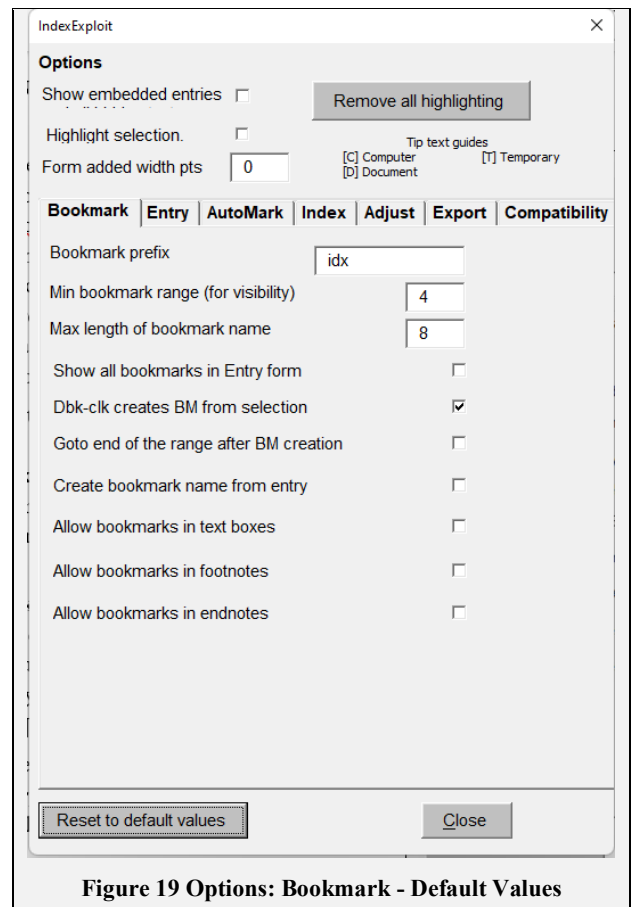 IndexExploit
Options
Show embedded entries
Remove all highlighting
Highlight selection.
Tip text guides
[C] Computer [T] Temporary
[D] Document
Form added width pts 0
Bookmark Entry AutoMark Index Adjust Export Compatibility
Bookmark prefix idx
Min bookmark range (for visibility) 4
Max length of bookmark name 8
Show all bookmarks in Entry form
Dbk-clk creates BM from selection
Goto end of the range after BM creation
Create bookmark name from entry
Allow bookmarks in text boxes
Allow bookmarks in footnotes
Allow bookmarks in endnotes
Reset to default values Close
Figure 19 Options: Bookmark - Default Values